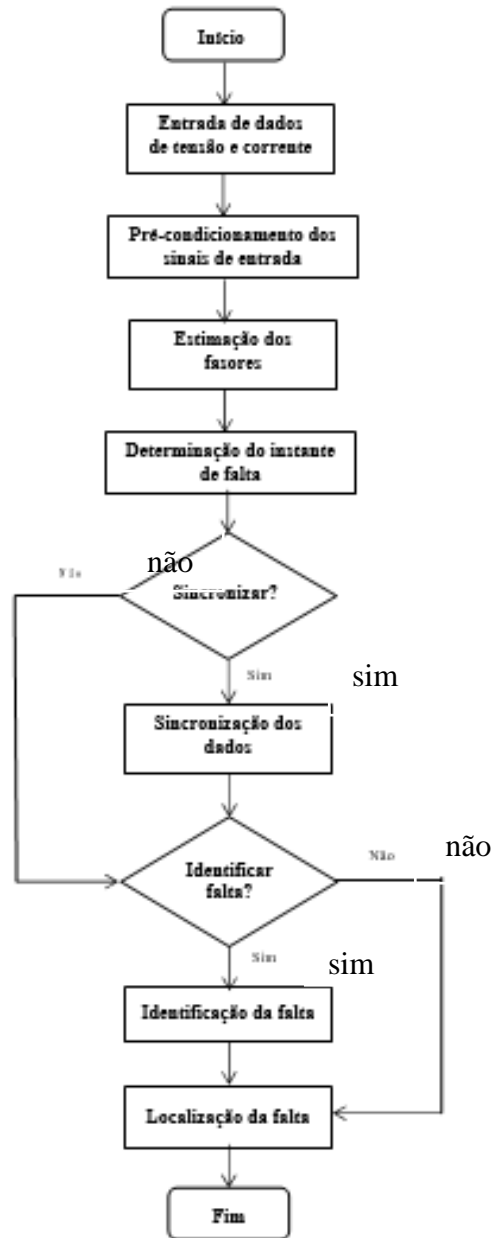 Início
Entrada de dados
de tensão e corrente
Pré-condicionamento dos
sinais de entrada
Estimação dos
fasores
Determinação do instante
de falta
não
Não
Sincronizar?
Sim
sim
Sincronização dos
dados
Identificar
falta?
Não
não
Sim
sim
Identificação da falta
Localização da falta
Fim